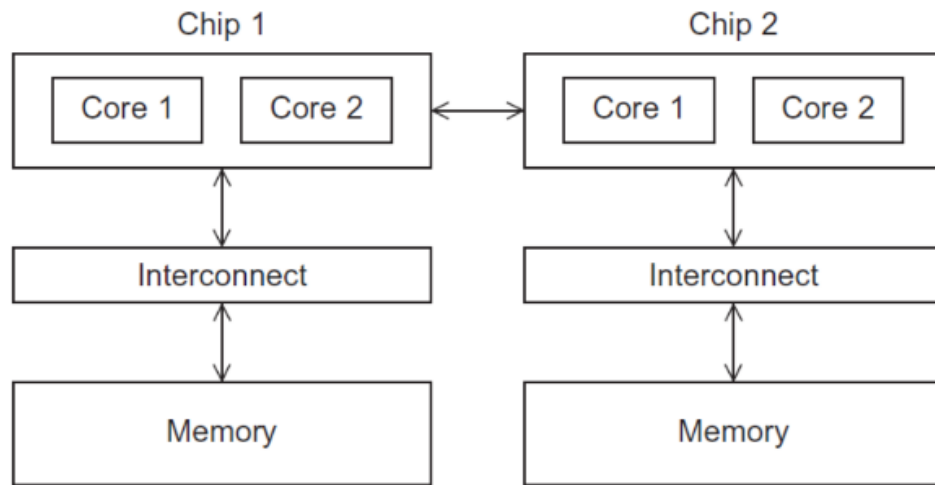 Chip 1 Chip 2
Core 1 Core 2 Core 1 Core 2
Interconnect Interconnect
Memory Memory